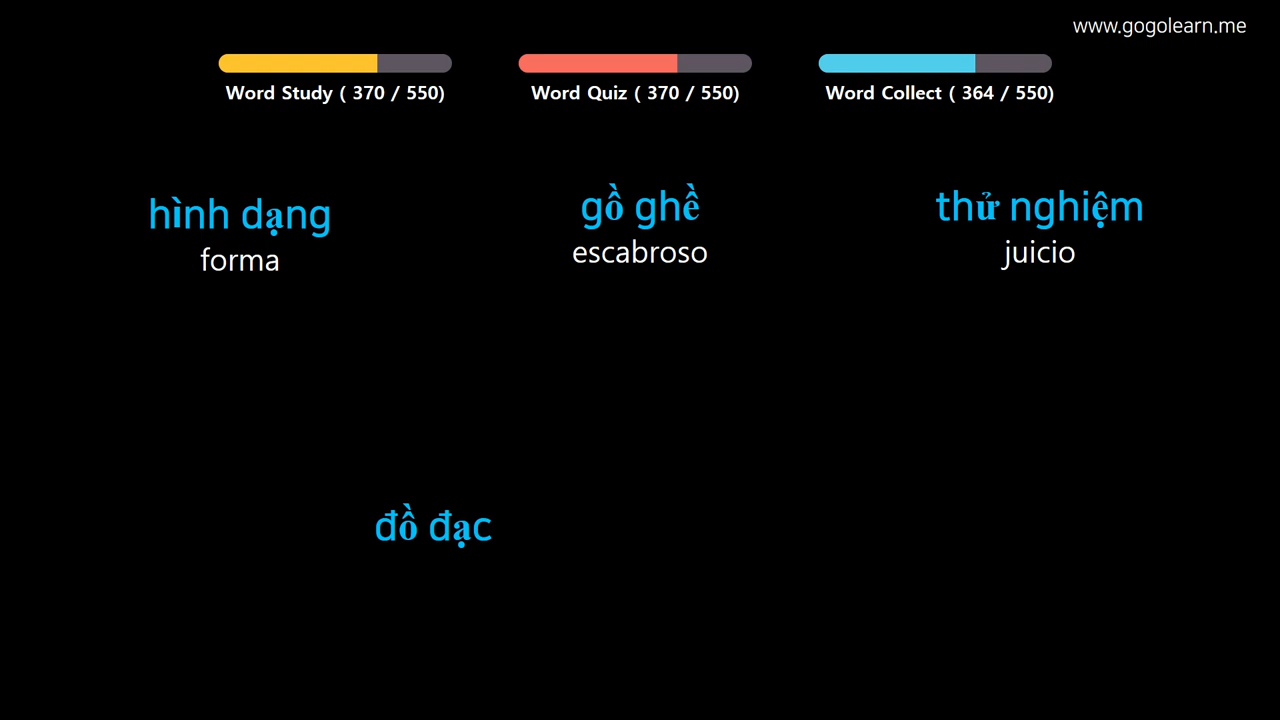 www.gogolearn.me
Word Study ( 370 / 550)
Word Quiz ( 370 / 550)
Word Collect ( 364 / 550)
hình dạng
forma
gồ ghề
escabroso
thử nghiệm
juicio
đồ đạc